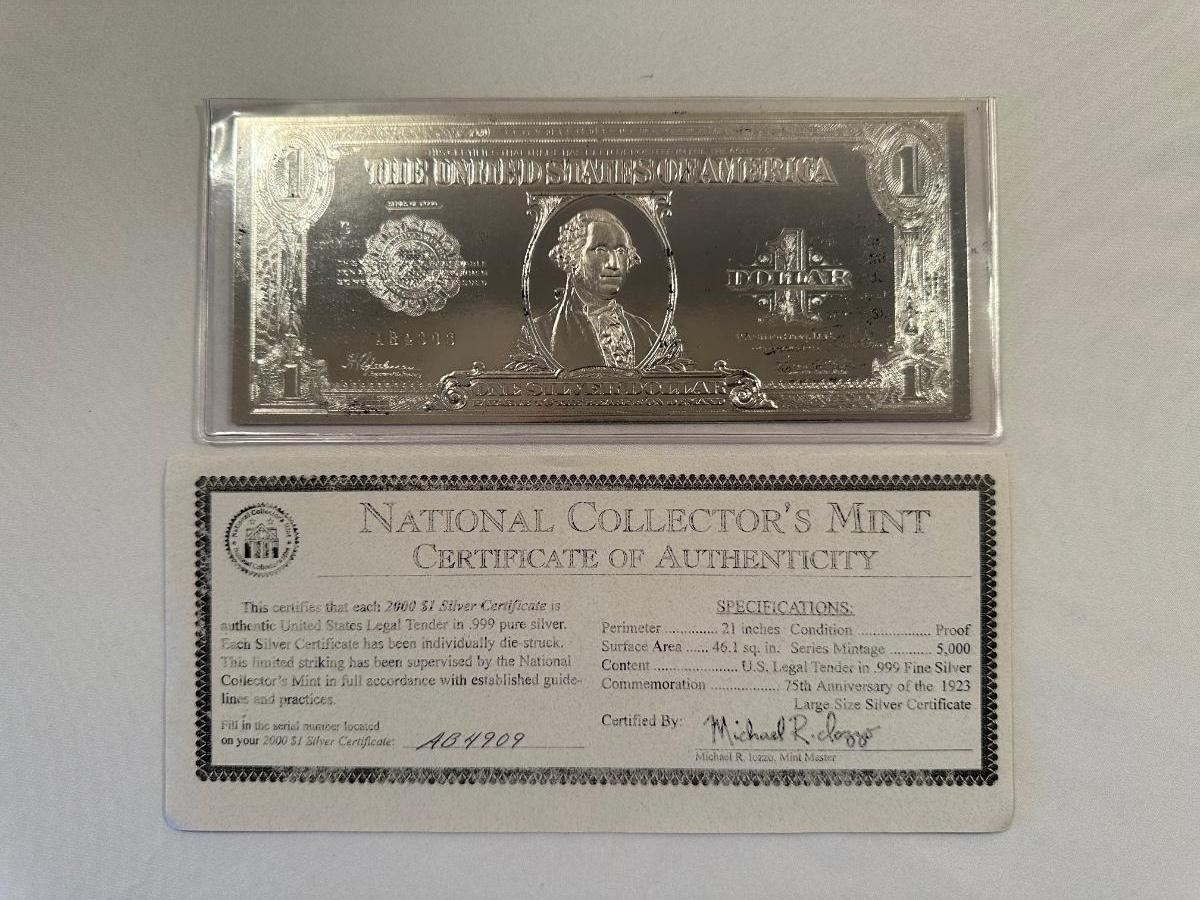 THE UNITED STATES OF AMERICA
1
1
1
DOLLAR
WASHINGTON, D.C.
1
ONE SILVER DOLLAR
1
National Collector's Mint
NATIONAL COLLECTOR'S MINT
CERTIFICATE OF AUTHENTICITY
This certifies that each 2000 $1 Silver Certificate is
authentic United States Legal Tender in .999 pure silver.
Each Silver Certificate has been individually die-struck.
This limited striking has been supervised by the National
Collector's Mint in full accordance with established guide-
lines and practices.
Fill in the serial number located
on your 2000 $1 Silver Certificate: AB4909
SPECIFICATIONS:
Perimeter ............. 21 inches Condition .................. Proof
Surface Area ...... 46.1 sq. in. Series Mintage ........... 5,000
Content .................... U.S. Legal Tender in .999 Fine Silver
Commemoration ................. 75th Anniversary of the 1923
Large Size Silver Certificate
Certified By: Michael R. Iozzo
Michael R. Iozzo, Mint Master